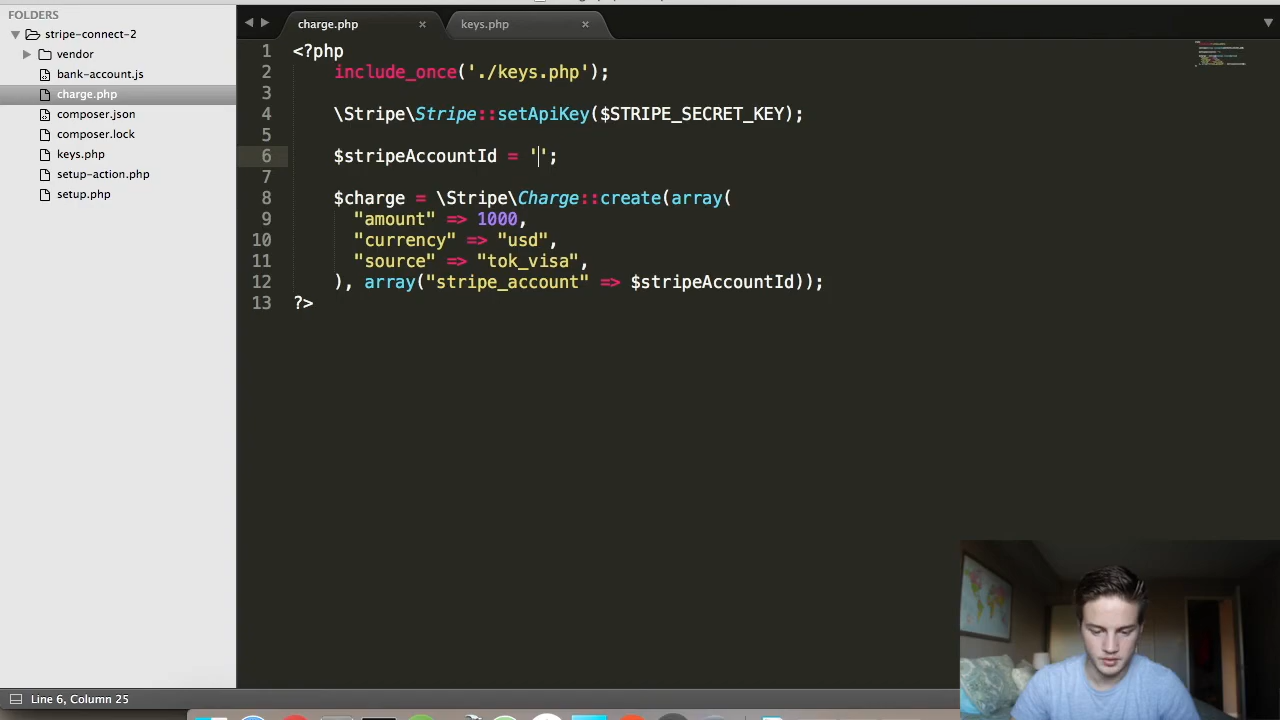 FOLDERS
stripe-connect-2
vendor
bank-account.js
charge.php
composer.json
composer.lock
keys.php
setup-action.php
setup.php
charge.php
keys.php
1 <?php
2 include_once('./keys.php');
3
4 \Stripe\Stripe::setApiKey($STRIPE_SECRET_KEY);
5
6 $stripeAccountId = '';
7
8 $charge = \Stripe\Charge::create(array(
9 "amount" => 1000,
10 "currency" => "usd",
11 "source" => "tok_visa",
12 ), array("stripe_account" => $stripeAccountId));
13 ?>
Line 6, Column 25